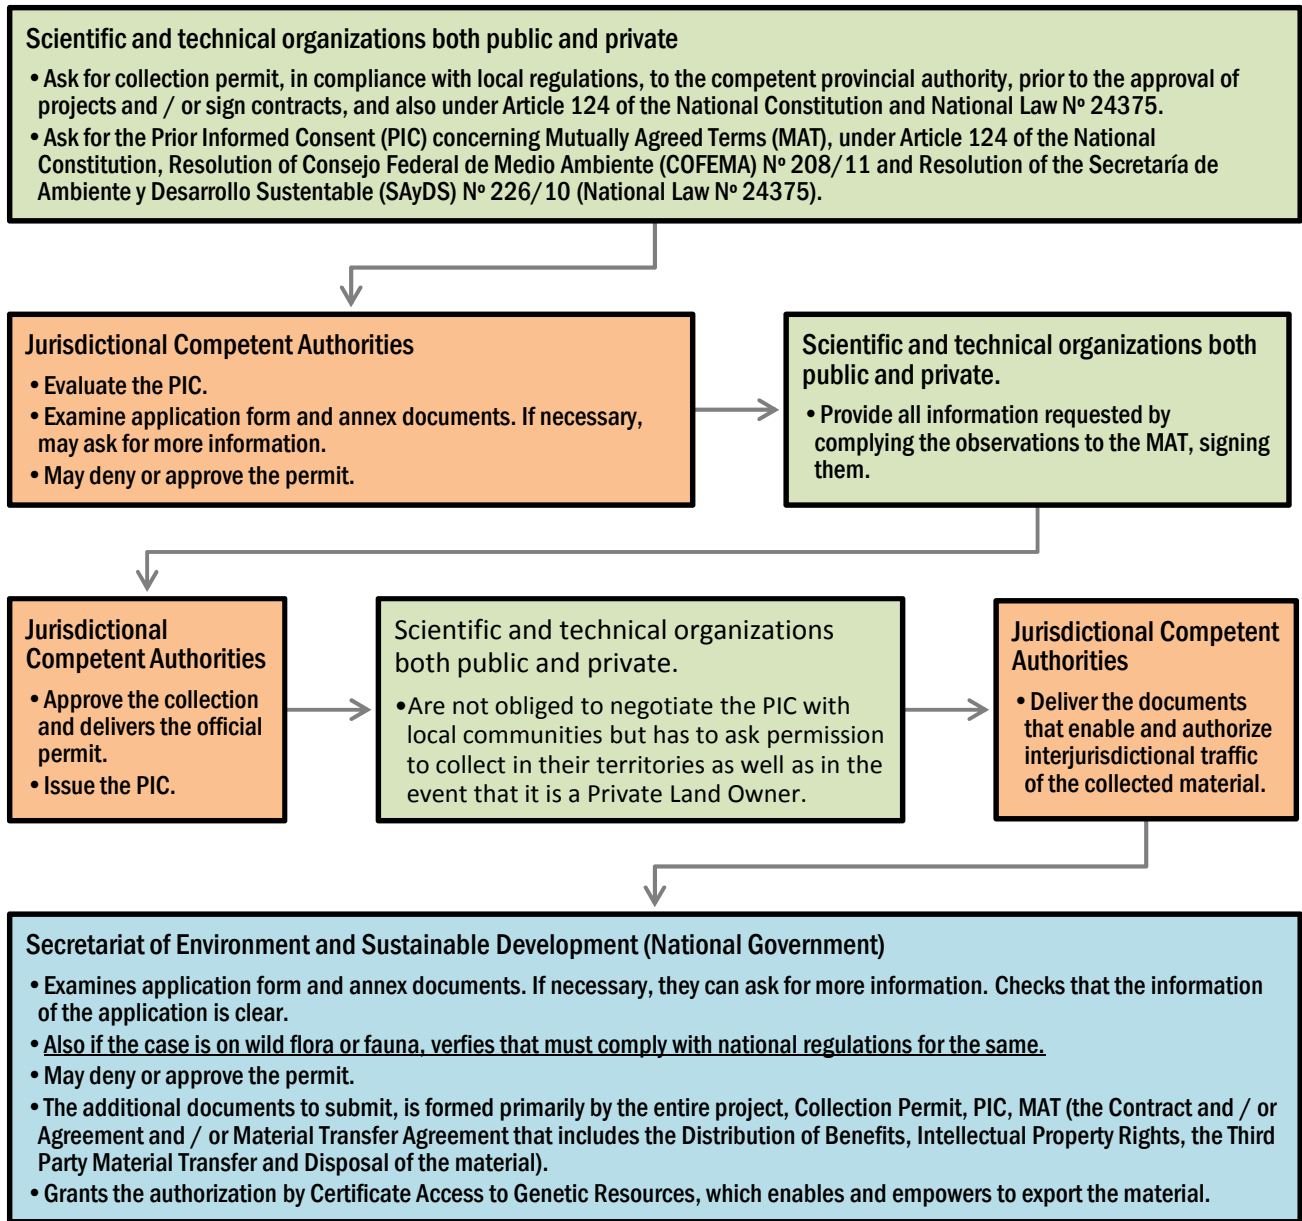 Scientific and technical organizations both public and private
• Ask for collection permit, in compliance with local regulations, to the competent provincial authority, prior to the approval of
projects and / or sign contracts, and also under Article 124 of the National Constitution and National Law Nº 24375.
• Ask for the Prior Informed Consent (PIC) concerning Mutually Agreed Terms (MAT), under Article 124 of the National
Constitution, Resolution of Consejo Federal de Medio Ambiente (COFEMA) Nº 208/11 and Resolution of the Secretaría de
Ambiente y Desarrollo Sustentable (SAyDS) Nº 226/10 (National Law Nº 24375).
Jurisdictional Competent Authorities
• Evaluate the PIC.
• Examine application form and annex documents. If necessary,
may ask for more information.
• May deny or approve the permit.
Scientific and technical organizations both
public and private.
• Provide all information requested by
complying the observations to the MAT, signing
them.
Jurisdictional
Competent Authorities
• Approve the collection
and delivers the official
permit.
• Issue the PIC.
Scientific and technical organizations
both public and private.
•Are not obliged to negotiate the PIC with
local communities but has to ask permission
to collect in their territories as well as in the
event that it is a Private Land Owner.
Jurisdictional Competent
Authorities
• Deliver the documents
that enable and authorize
interjurisdictional traffic
of the collected material.
Secretariat of Environment and Sustainable Development (National Government)
• Examines application form and annex documents. If necessary, they can ask for more information. Checks that the information
of the application is clear.
• Also if the case is on wild flora or fauna, verfies that must comply with national regulations for the same.
• May deny or approve the permit.
• The additional documents to submit, is formed primarily by the entire project, Collection Permit, PIC, MAT (the Contract and / or
Agreement and / or Material Transfer Agreement that includes the Distribution of Benefits, Intellectual Property Rights, the Third
Party Material Transfer and Disposal of the material).
• Grants the authorization by Certificate Access to Genetic Resources, which enables and empowers to export the material.